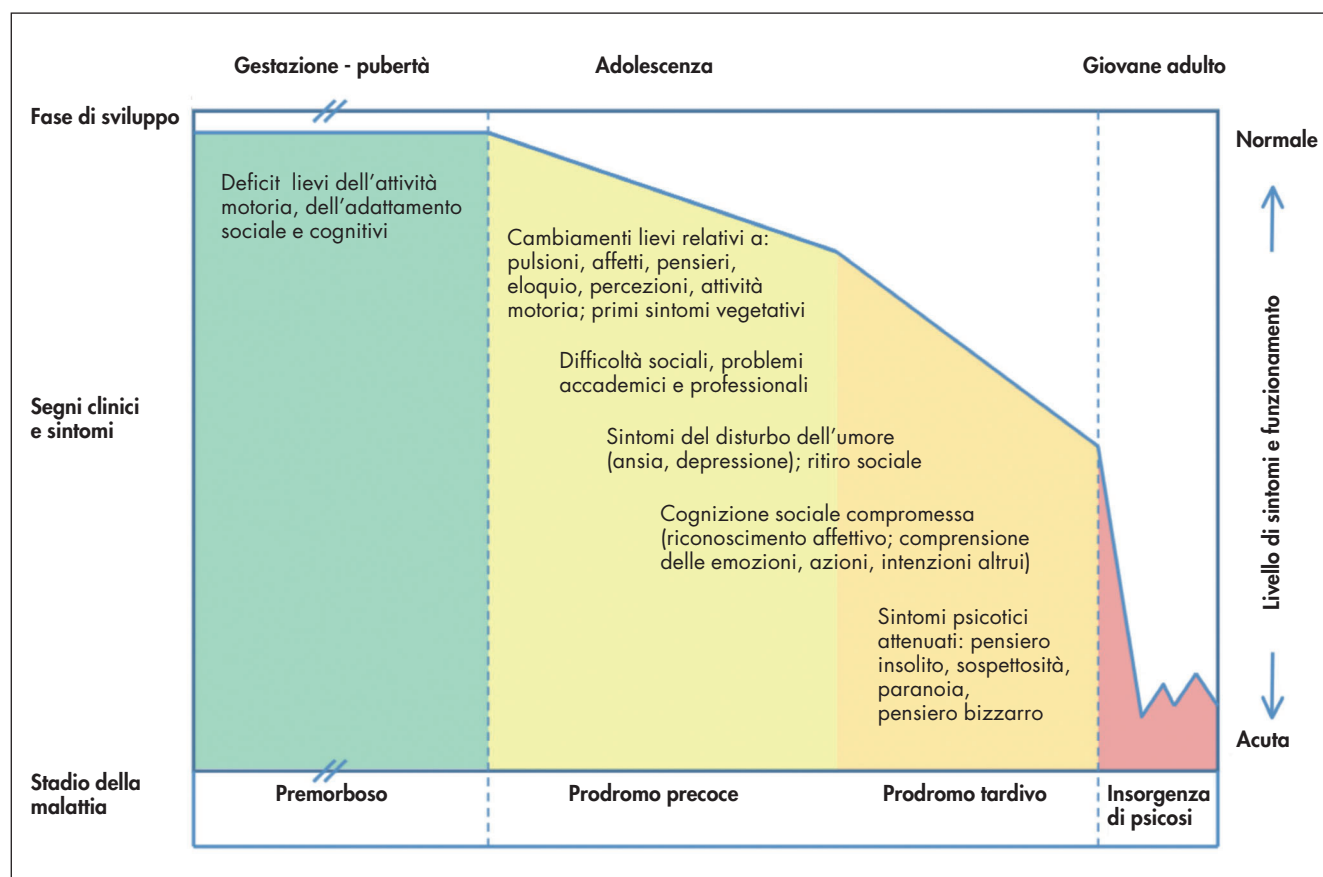 Gestazione - pubertà
Adolescenza
Giovane adulto
Fase di sviluppo
Normale
Deficit lievi dell'attività
motoria, dell'adattamento
sociale e cognitivi
Cambiamenti lievi relativi a:
pulsioni, affetti, pensieri,
eloquio, percezioni, attività
motoria; primi sintomi vegetativi
Difficoltà sociali, problemi
accademici e professionali
Segni clinici
e sintomi
Sintomi del disturbo dell'umore
(ansia, depressione); ritiro sociale
Cognizione sociale compromessa
(riconoscimento affettivo; comprensione
delle emozioni, azioni, intenzioni altrui)
Sintomi psicotici
attenuati: pensiero
insolito, sospettosità,
paranoia,
pensiero bizzarro
Livello di sintomi e funzionamento
Acuta
Stadio della
malattia
Premorboso
Prodromo precoce
Prodromo tardivo
Insorgenza
di psicosi